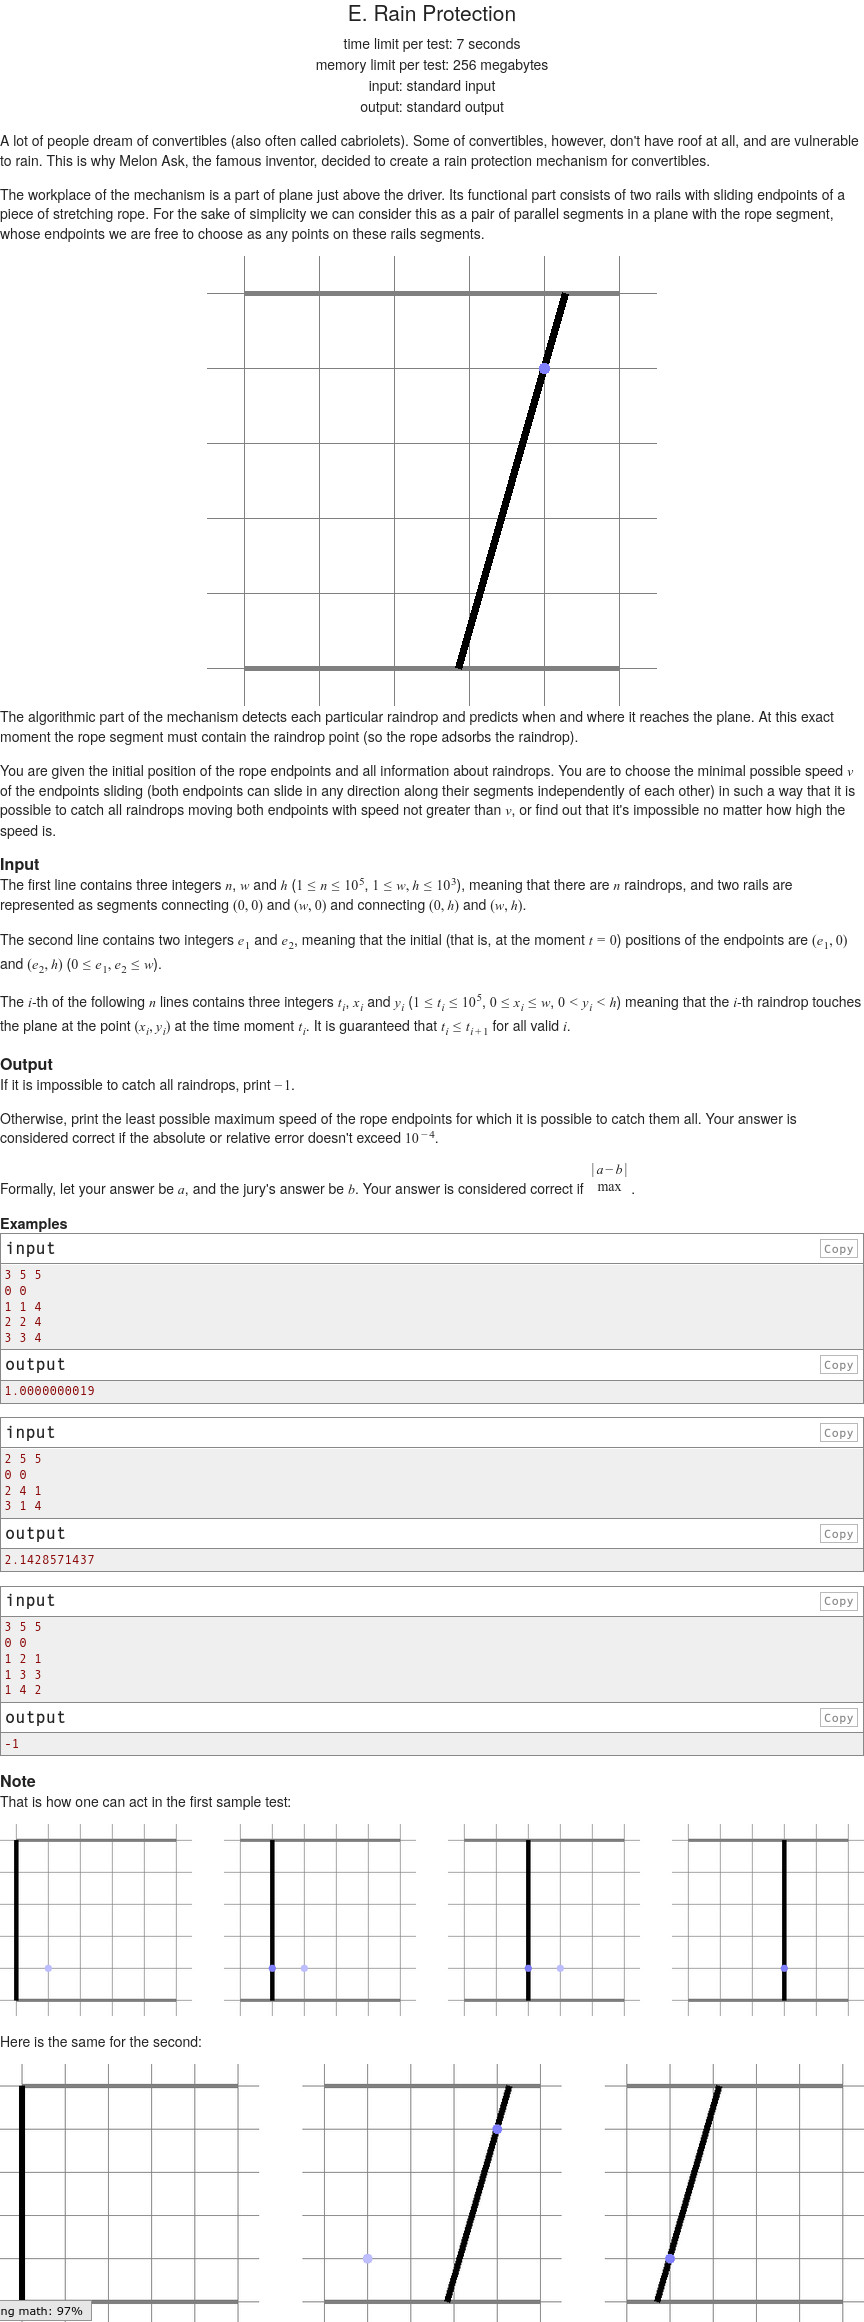 E. Rain Protection
time limit per test: 7 seconds
memory limit per test: 256 megabytes
input: standard input
output: standard output
A lot of people dream of convertibles (also often called cabriolets). Some of convertibles, however, don't have roof at all, and are vulnerable
to rain. This is why Melon Ask, the famous inventor, decided to create a rain protection mechanism for convertibles.
The workplace of the mechanism is a part of plane just above the driver. Its functional part consists of two rails with sliding endpoints of a
piece of stretching rope. For the sake of simplicity we can consider this as a pair of parallel segments in a plane with the rope segment,
whose endpoints we are free to choose as any points on these rails segments.
The algorithmic part of the mechanism detects each particular raindrop and predicts when and where it reaches the plane. At this exact
moment the rope segment must contain the raindrop point (so the rope adsorbs the raindrop).
You are given the initial position of the rope endpoints and all information about raindrops. You are to choose the minimal possible speed v
of the endpoints sliding (both endpoints can slide in any direction along their segments independently of each other) in such a way that it is
possible to catch all raindrops moving both endpoints with speed not greater than v, or find out that it's impossible no matter how high the
speed is.
Input
The first line contains three integers n, w and h (1 ≤ n ≤ 10^5, 1 ≤ w, h ≤ 10^3), meaning that there are n raindrops, and two rails are
represented as segments connecting (0, 0) and (w, 0) and connecting (0, h) and (w, h).
The second line contains two integers e_1 and e_2, meaning that the initial (that is, at the moment t = 0) positions of the endpoints are (e_1, 0)
and (e_2, h) (0 ≤ e_1, e_2 ≤ w).
The i-th of the following n lines contains three integers t_i, x_i and y_i (1 ≤ t_i ≤ 10^5, 0 ≤ x_i ≤ w, 0 < y_i < h) meaning that the i-th raindrop touches
the plane at the point (x_i, y_i) at the time moment t_i. It is guaranteed that t_i ≤ t_{i+1} for all valid i.
Output
If it is impossible to catch all raindrops, print −1.
Otherwise, print the least possible maximum speed of the rope endpoints for which it is possible to catch them all. Your answer is
considered correct if the absolute or relative error doesn't exceed 10^{−4}.
Formally, let your answer be a, and the jury's answer be b. Your answer is considered correct if |a−b| / max .
Examples
input
Copy
3 5 5
0 0
1 1 4
2 2 4
3 3 4
output
Copy
1.0000000019
input
Copy
2 5 5
0 0
2 4 1
3 1 4
output
Copy
2.1428571437
input
Copy
3 5 5
0 0
1 2 1
1 3 3
1 4 2
output
Copy
-1
Note
That is how one can act in the first sample test:
Here is the same for the second:
ng math: 97%